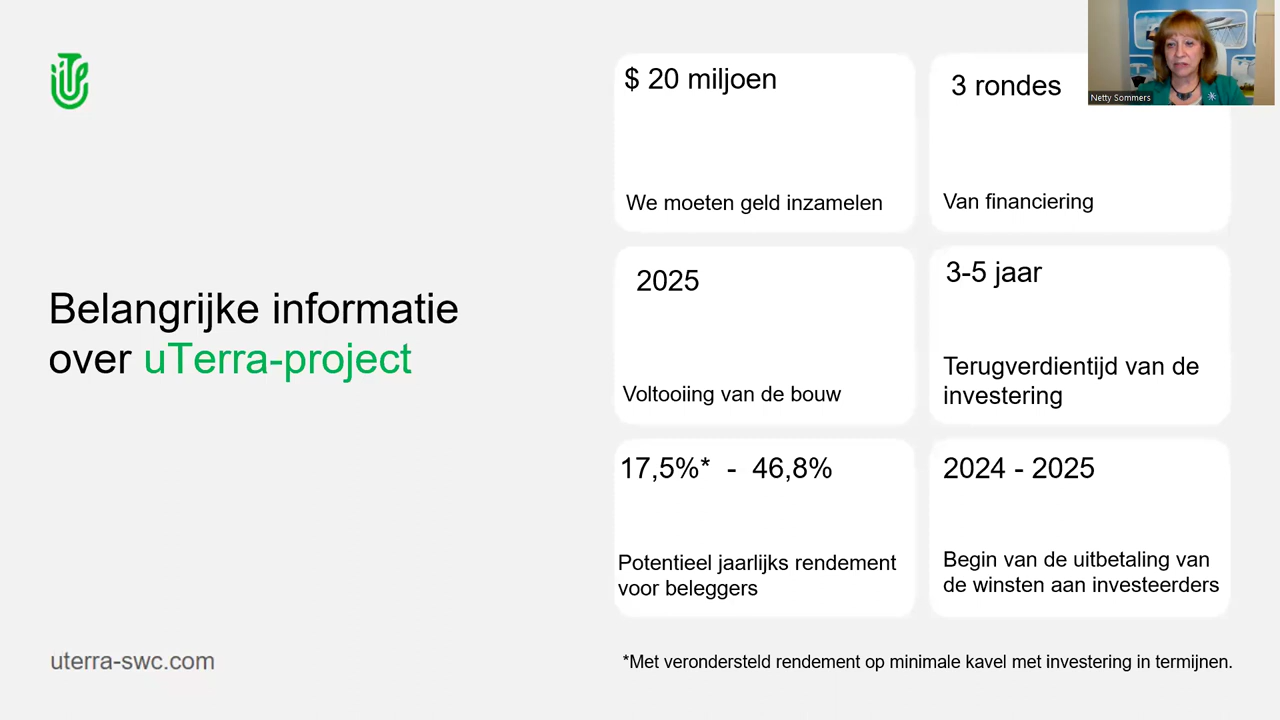 $ 20 miljoen
We moeten geld inzamelen
3 rondes
Van financiering
Netty Sommers
Belangrijke informatie
over uTerra-project
2025
Voltooiing van de bouw
3-5 jaar
Terugverdientijd van de
investering
17,5%* - 46,8%
Potentieel jaarlijks rendement
voor beleggers
2024 - 2025
Begin van de uitbetaling van
de winsten aan investeerders
uterra-swc.com
*Met verondersteld rendement op minimale kavel met investering in termijnen.